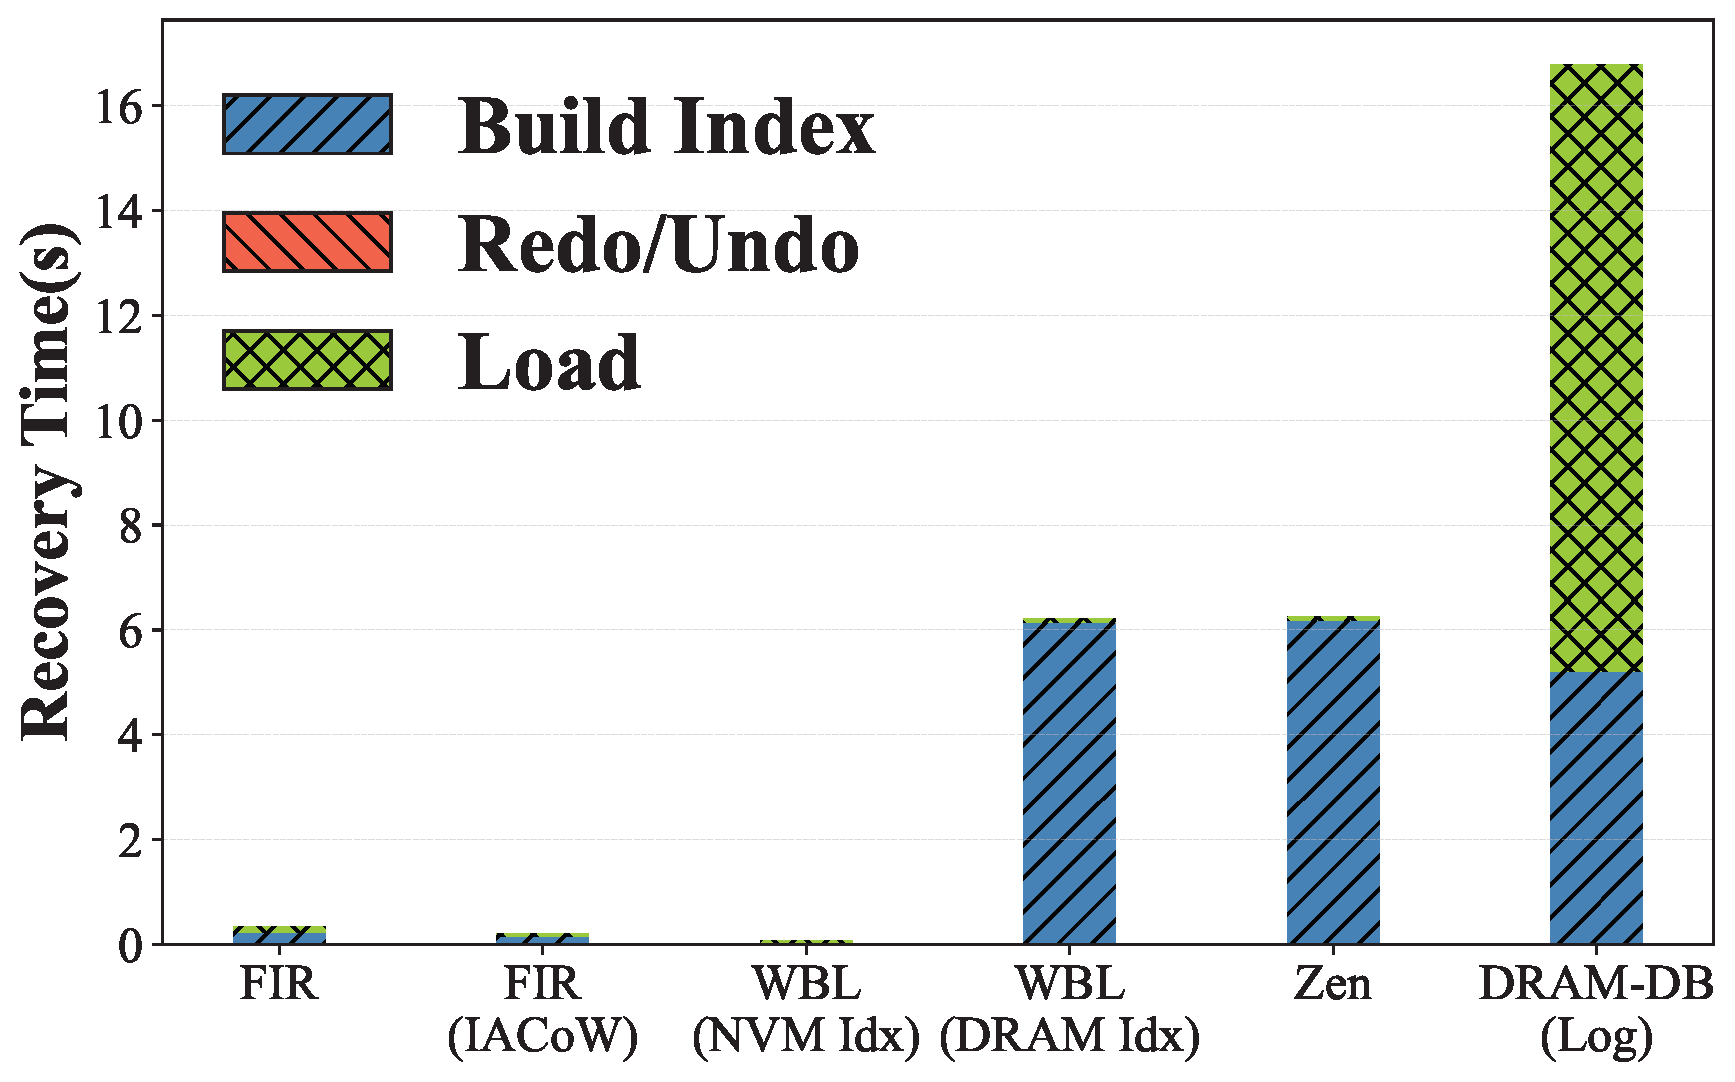 Recovery Time(s)
16
14
12
10
8
6
4
2
0
Build Index
Redo/Undo
Load
FIR
FIR
(IACoW)
WBL
(NVM Idx)
WBL
(DRAM Idx)
Zen
DRAM-DB
(Log)